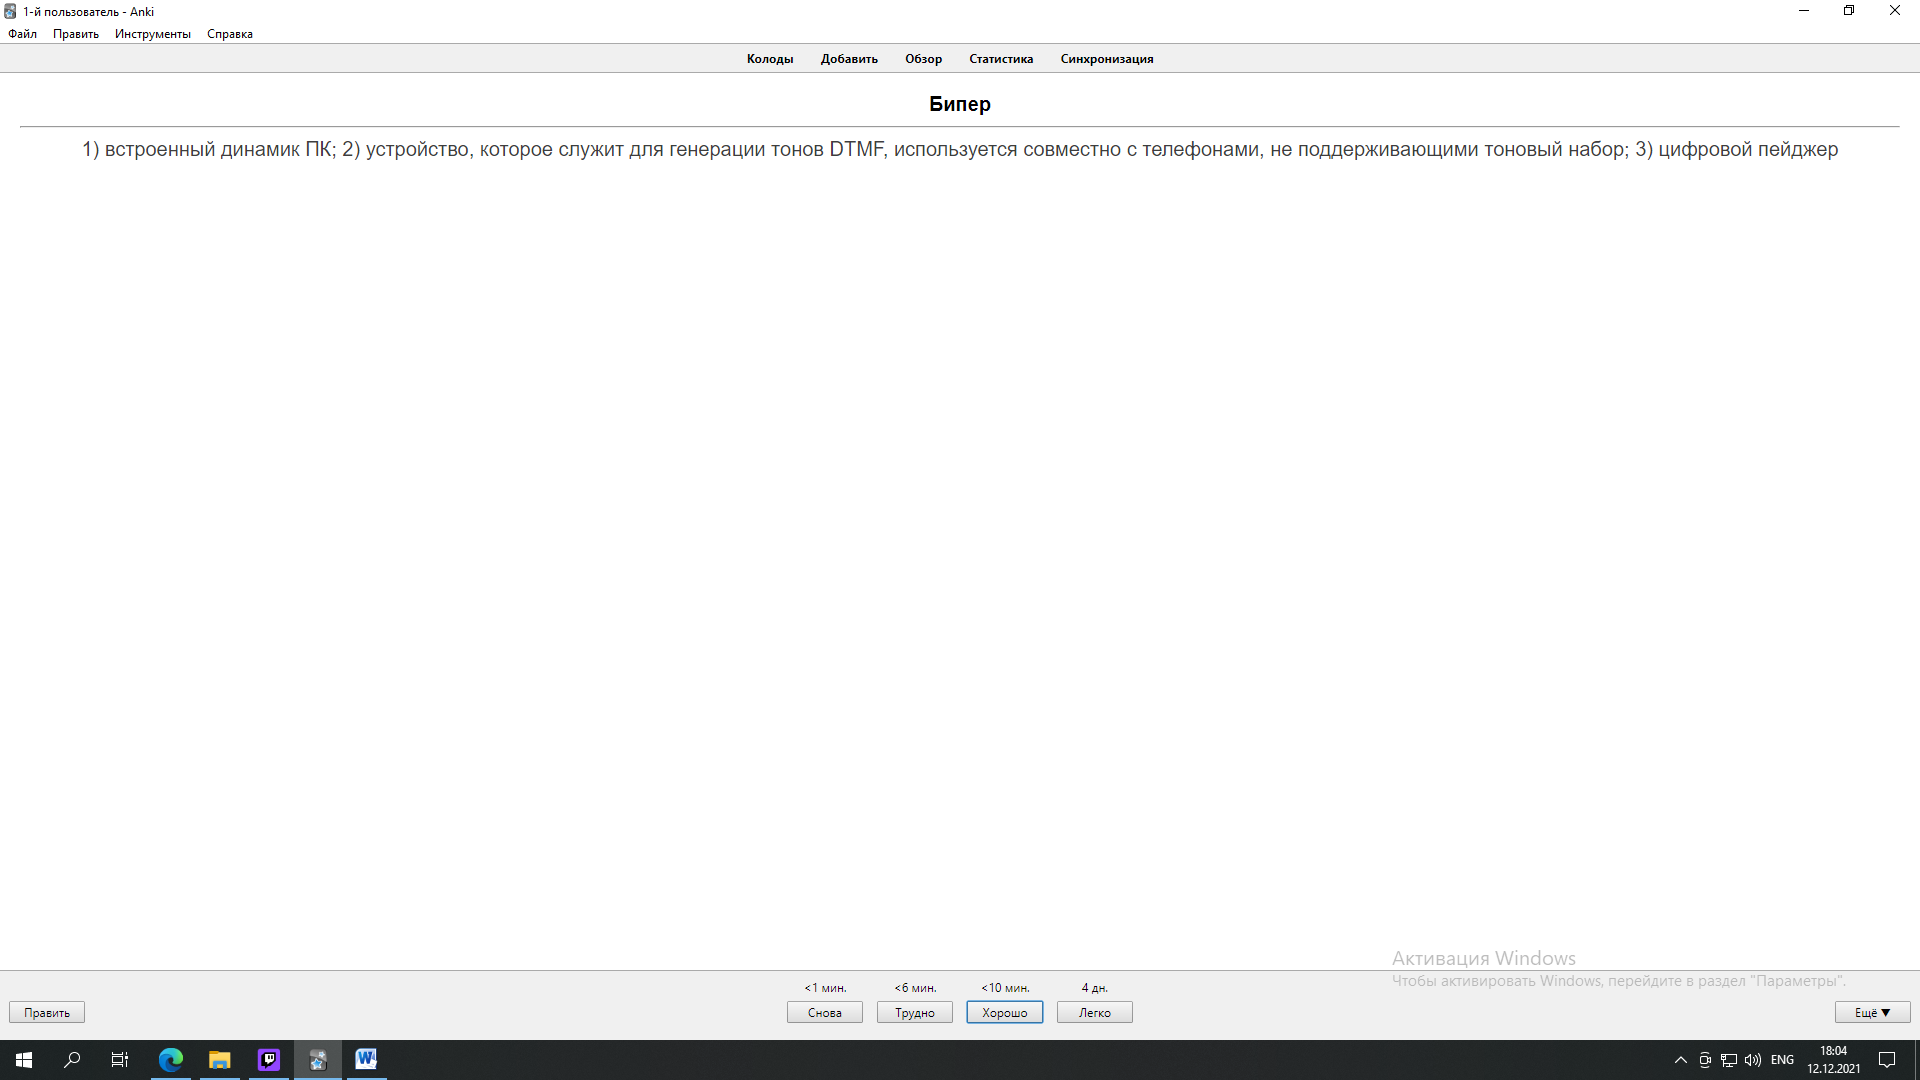 1-й пользователь - Anki
Файл Править Инструменты Справка
Колоды Добавить Обзор Статистика Синхронизация
Бипер
1) встроенный динамик ПК; 2) устройство, которое служит для генерации тонов DTMF, используется совместно с телефонами, не поддерживающими тоновый набор; 3) цифровой пейджер
Активация Windows
Чтобы активировать Windows, перейдите в раздел "Параметры".
<1 мин. <6 мин. <10 мин. 4 дн.
Править Снова Трудно Хорошо Легко Ещё ▼
ENG
18:04
12.12.2021